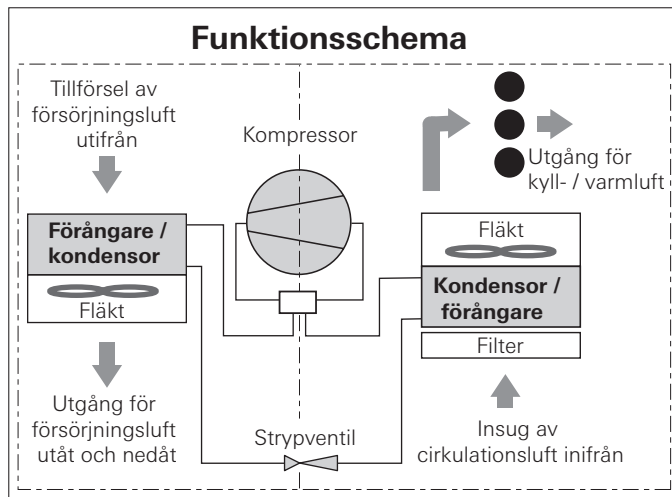 Funktionsschema
Tillförsel av
försörjningsluft
utifrån
Kompressor
Utgång för
kyll- / varmluft
Förångare /
kondensor
Fläkt
Fläkt
Kondensor /
förångare
Filter
Utgång för
försörjningsluft
utåt och nedåt
Strypventil
Insug av
cirkulationsluft inifrån